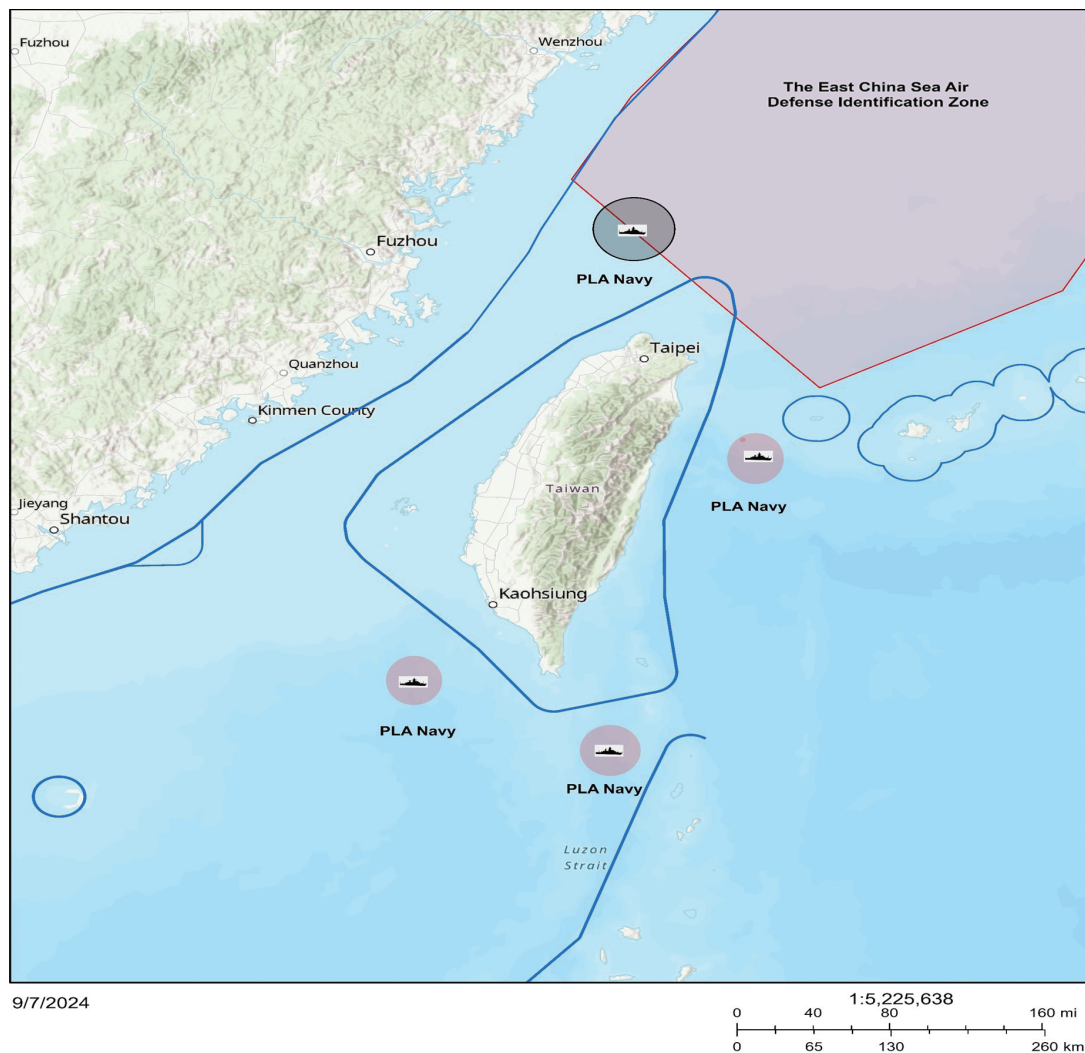 Fuzhou
Wenzhou
The East China Sea Air
Defense Identification Zone
Fuzhou
PLA Navy
Taipei
Quanzhou
Kinmen County
Taiwan
PLA Navy
Jieyang
Shantou
Kaohsiung
PLA Navy
PLA Navy
Luzon
Strait
9/7/2024
1:5,225,638
0 40 80 160 mi
0 65 130 260 km